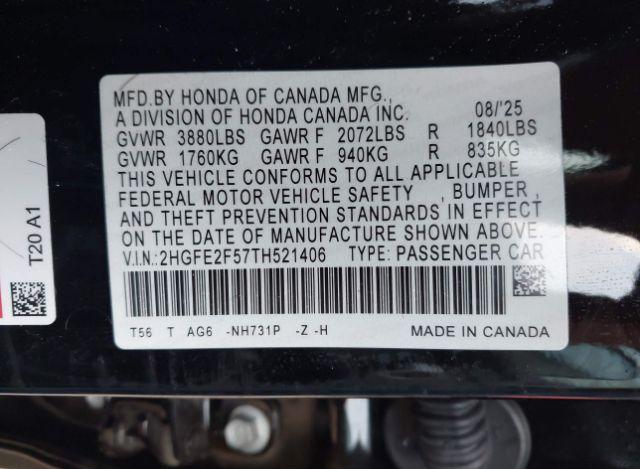 MFD.BY HONDA OF CANADA MFG.,
A DIVISION OF HONDA CANADA INC. 08/'25
GVWR 3880LBS GAWR F 2072LBS R 1840LBS
GVWR 1760KG GAWR F 940KG R 835KG
THIS VEHICLE CONFORMS TO ALL APPLICABLE
FEDERAL MOTOR VEHICLE SAFETY , BUMPER ,
AND THEFT PREVENTION STANDARDS IN EFFECT
ON THE DATE OF MANUFACTURE SHOWN ABOVE.
V.I.N.:2HGFE2F57TH521406 TYPE: PASSENGER CAR
T56 T AG6 -NH731P -Z -H MADE IN CANADA
T20 A1